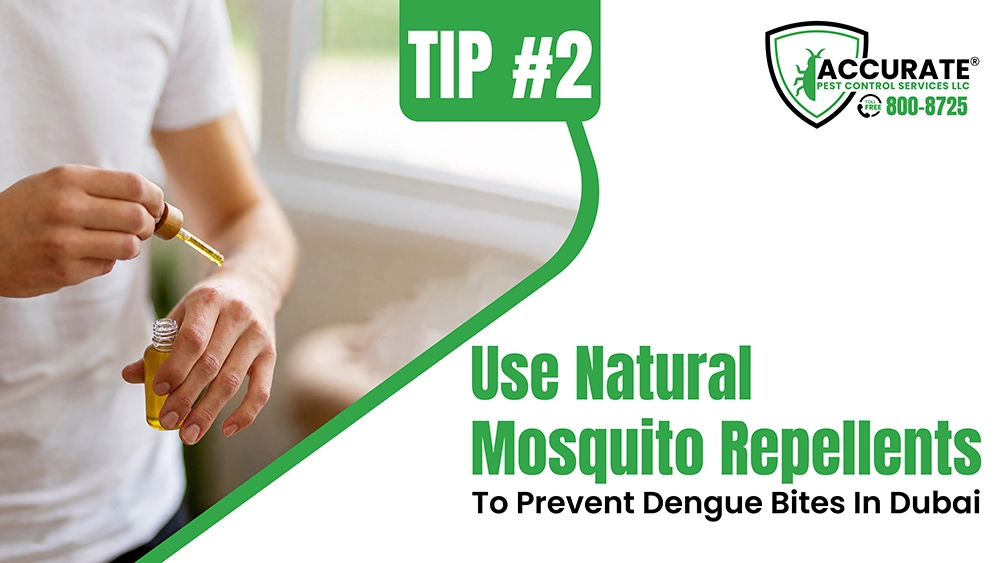 TIP #2
ACCURATE®
PEST CONTROL SERVICES LLC
TOLL FREE 800-8725
Use Natural
Mosquito Repellents
To Prevent Dengue Bites In Dubai